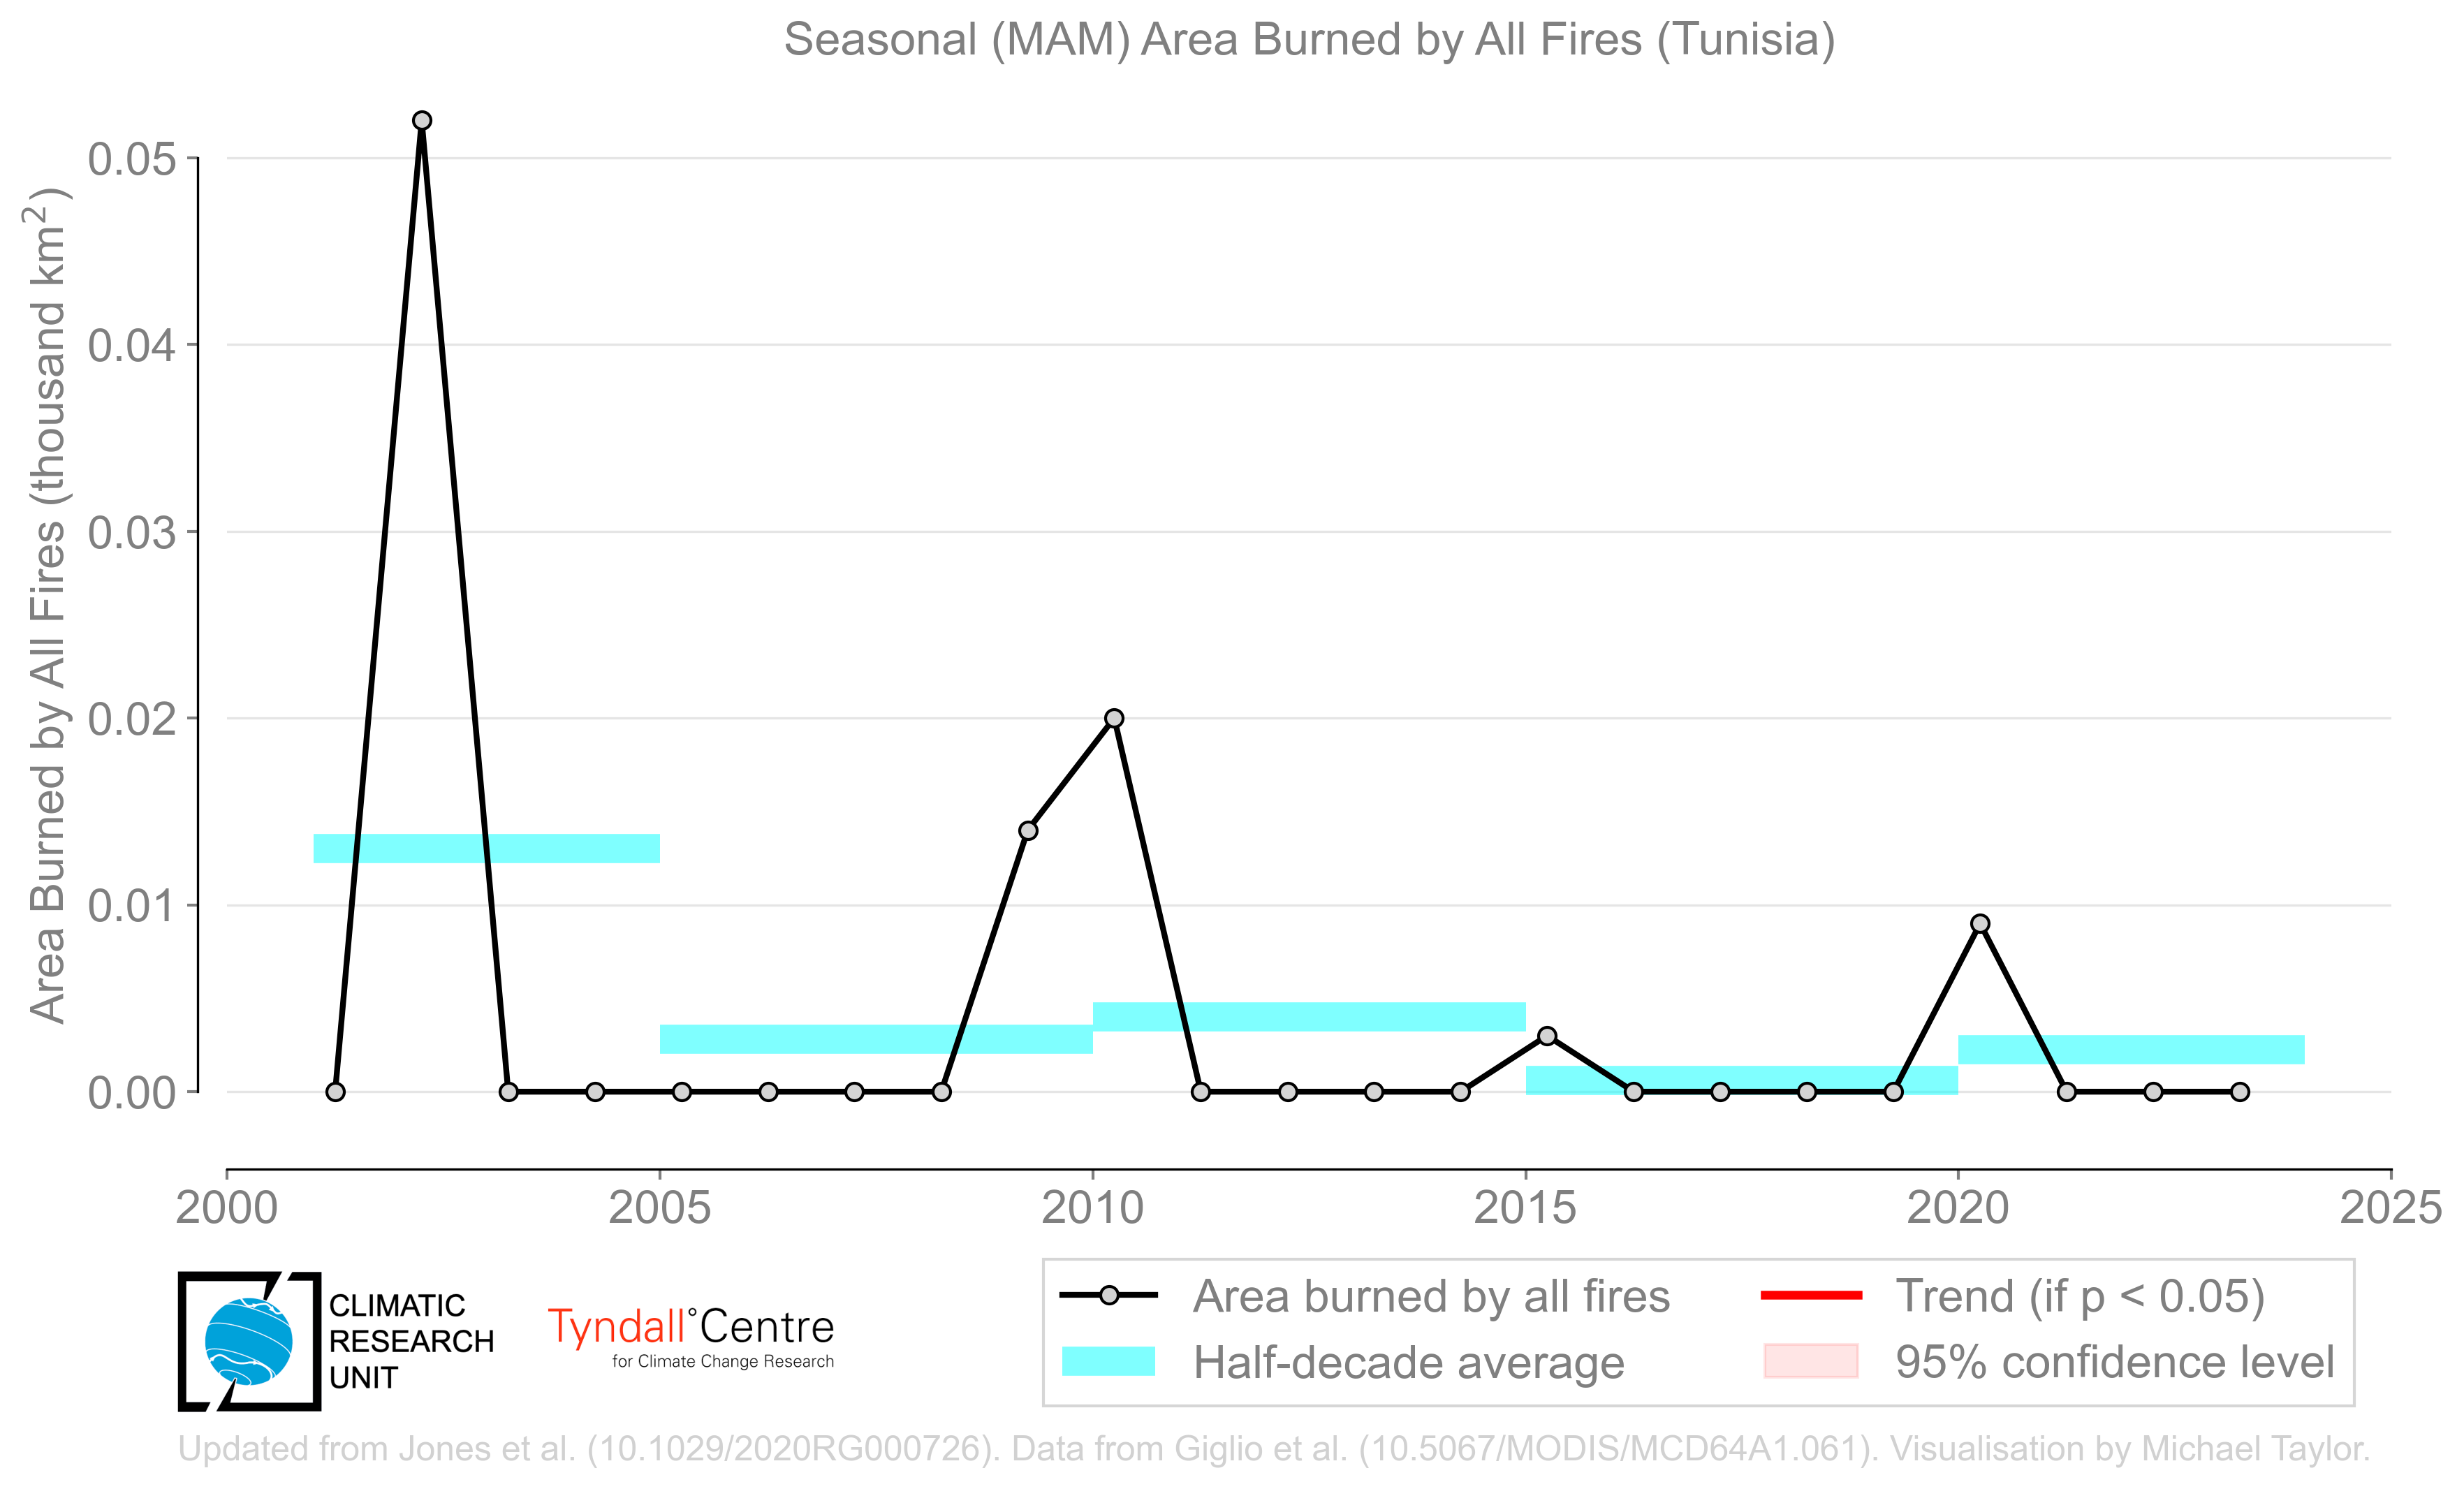 Seasonal (MAM) Area Burned by All Fires (Tunisia)
Area Burned by All Fires (thousand km²)
0.05
0.04
0.03
0.02
0.01
0.00
2000 2005 2010 2015 2020 2025
CLIMATIC
RESEARCH
UNIT
Tyndall°Centre
for Climate Change Research
Area burned by all fires
Half-decade average
Trend (if p < 0.05)
95% confidence level
Updated from Jones et al. (10.1029/2020RG000726). Data from Giglio et al. (10.5067/MODIS/MCD64A1.061). Visualisation by Michael Taylor.